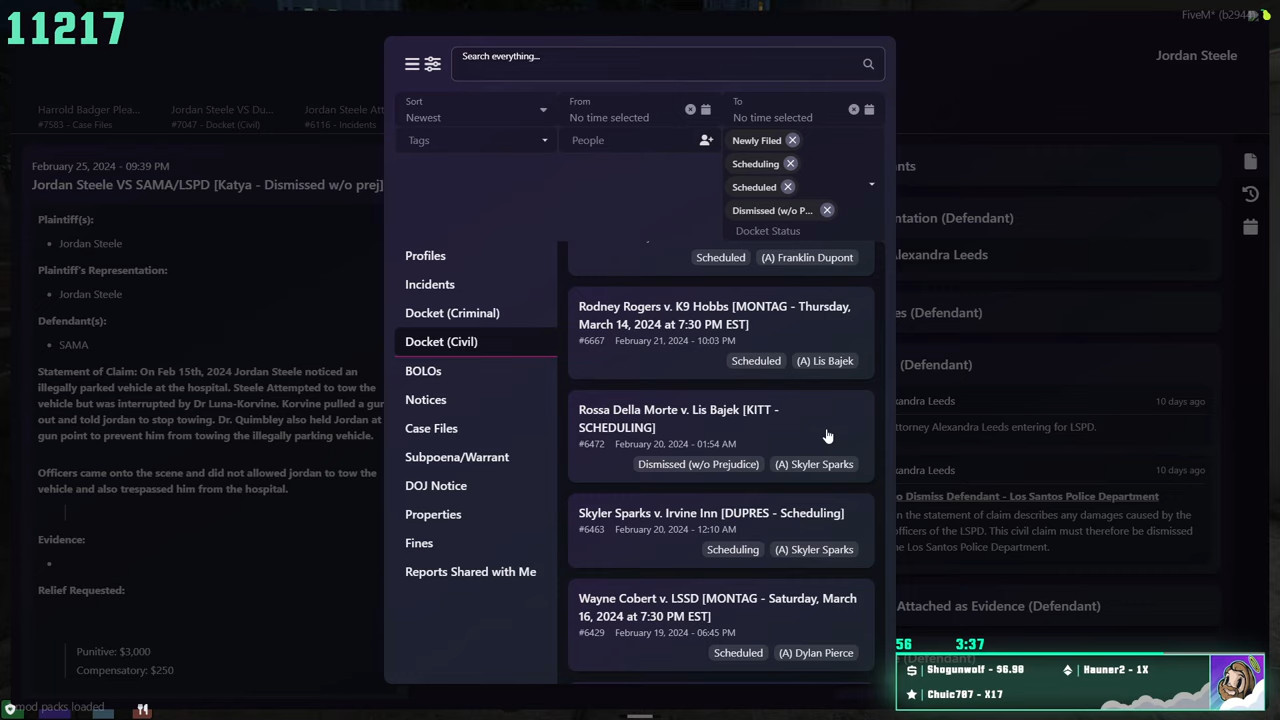 11217
FiveM* (b294
Jordan Steele
Search everything...
Sort
Newest
From
No time selected
To
No time selected
Tags
People
Newly Filed
Scheduling
Scheduled
Dismissed (w/o P...
Docket Status
Harrold Badger Plea...
#7583 - Case Files
Jordan Steele VS Du...
#7047 - Docket (Civil)
Jordan Steele Att
#6116 - Incidents
February 25, 2024 - 09:39 PM
Jordan Steele VS SAMA/LSPD [Katya - Dismissed w/o prej]
Plaintiff(s):
Jordan Steele
Plaintiff's Representation:
Jordan Steele
Defendant(s):
SAMA
Statement of Claim: On Feb 15th, 2024 Jordan Steele noticed an
illegally parked vehicle at the hospital. Steele Attempted to tow the
vehicle but was interrupted by Dr Luna-Korvine. Korvine pulled a gun
out and told jordan to stop towing. Dr. Quimbley also held Jordan at
gun point to prevent him from towing the illegally parking vehicle.
Officers came onto the scene and did not allowed jordan to tow the
vehicle and also trespassed him from the hospital.
Evidence:
Relief Requested:
Punitive: $3,000
Compensatory: $250
mod packs loaded
Profiles
Incidents
Docket (Criminal)
Docket (Civil)
BOLOs
Notices
Case Files
Subpoena/Warrant
DOJ Notice
Properties
Fines
Reports Shared with Me
Scheduled
(A) Franklin Dupont
Rodney Rogers v. K9 Hobbs [MONTAG - Thursday,
March 14, 2024 at 7:30 PM EST]
#6667 February 21, 2024 - 10:03 PM
Scheduled
(A) Lis Bajek
Rossa Della Morte v. Lis Bajek [KITT -
SCHEDULING]
#6472 February 20, 2024 - 01:54 AM
Dismissed (w/o Prejudice)
(A) Skyler Sparks
Skyler Sparks v. Irvine Inn [DUPRES - Scheduling]
#6463 February 20, 2024 - 12:10 AM
Scheduling
(A) Skyler Sparks
Wayne Cobert v. LSSD [MONTAG - Saturday, March
16, 2024 at 7:30 PM EST]
#6429 February 19, 2024 - 06:45 PM
Scheduled
(A) Dylan Pierce
ants
ntation (Defendant)
lexandra Leeds
es (Defendant)
(Defendant)
xandra Leeds
10 days ago
ttorney Alexandra Leeds entering for LSPD.
xandra Leeds
10 days ago
o Dismiss Defendant - Los Santos Police Department
n the statement of claim describes any damages caused by the
officers of the LSPD. This civil claim must therefore be dismissed
he Los Santos Police Department.
Attached as Evidence (Defendant)
56
3:37
Shogunwolf - $6.90
Hauner2 - 1X
Chuic707 - X17